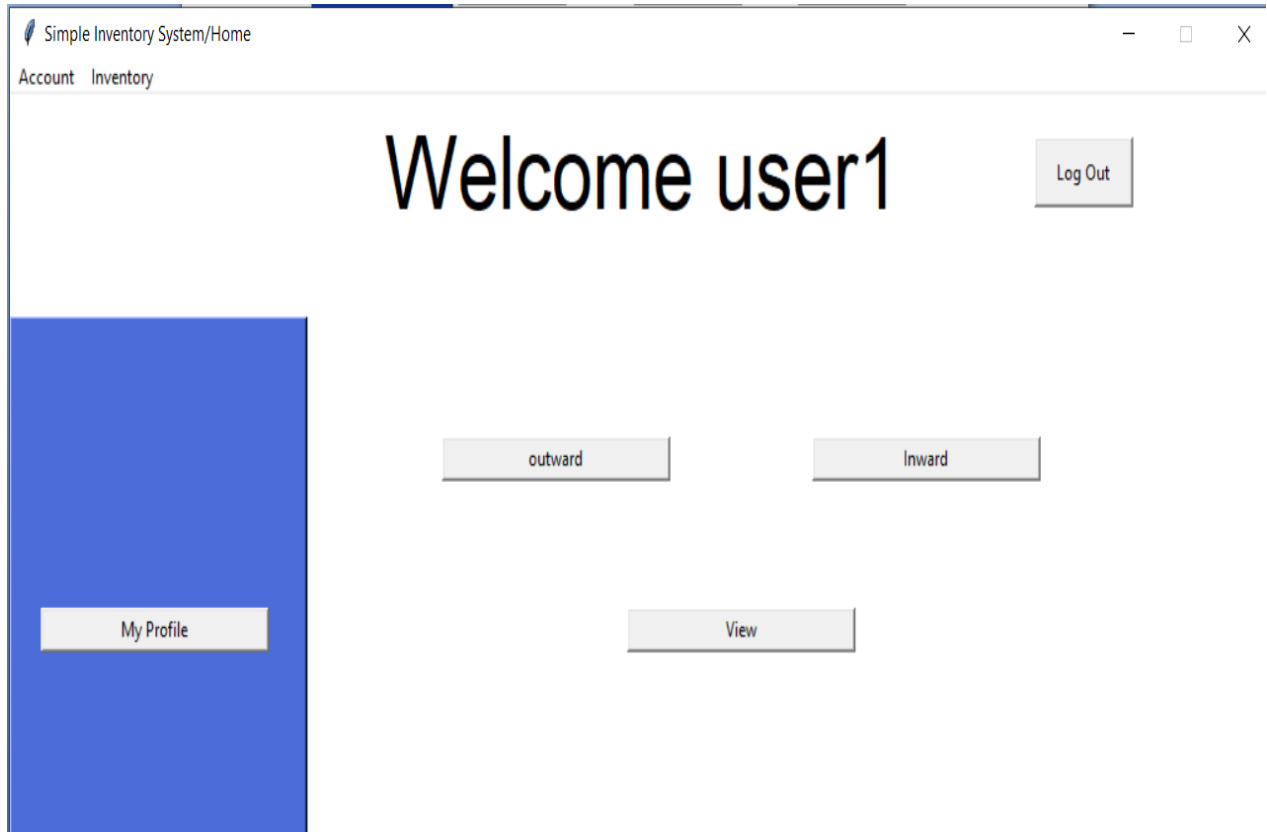 Simple Inventory System/Home
Account Inventory
Welcome user1
Log Out
outward
Inward
My Profile
View